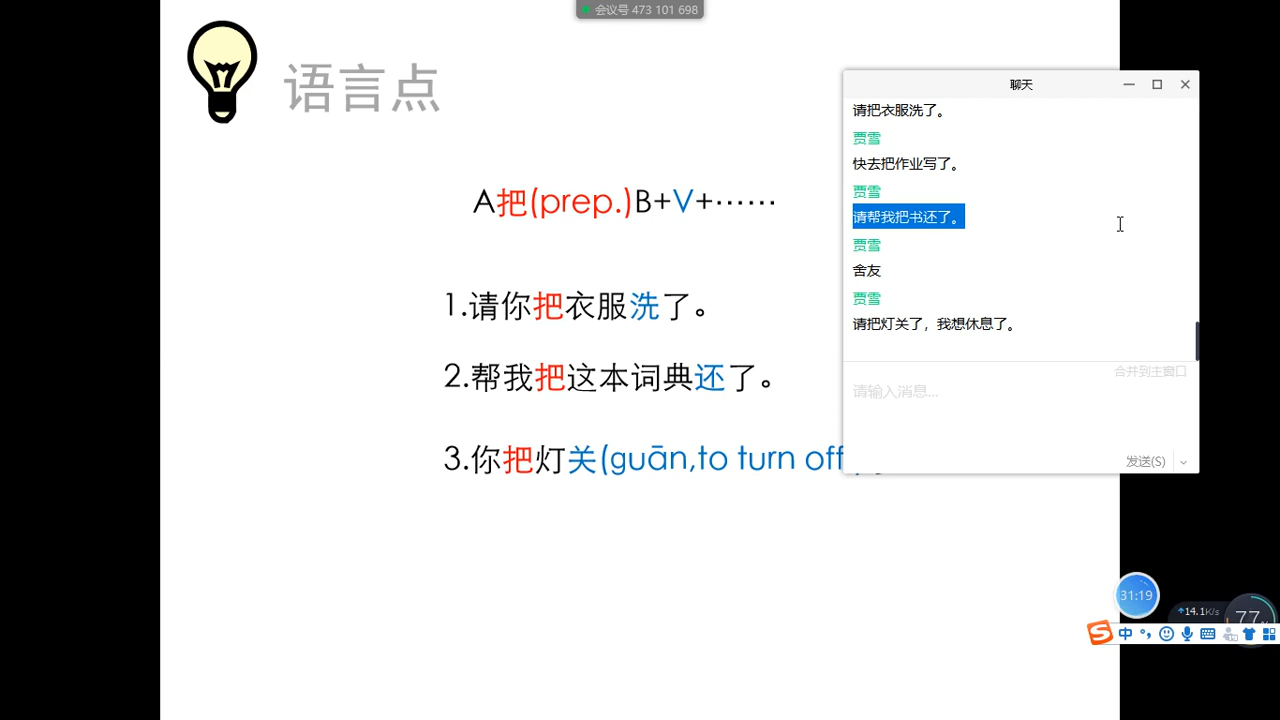 会议号 473 101 698
语言点
A把(prep.)B+V+……
1.请你把衣服洗了。
2.帮我把这本词典还了。
3.你把灯关(guān,to turn off
聊天
请把衣服洗了。
贾雪
快去把作业写了。
贾雪
请帮我把书还了。
贾雪
舍友
贾雪
请把灯关了，我想休息了。
合并到主窗口
请输入消息...
发送(S)
31:19
14.1K/s
77
中